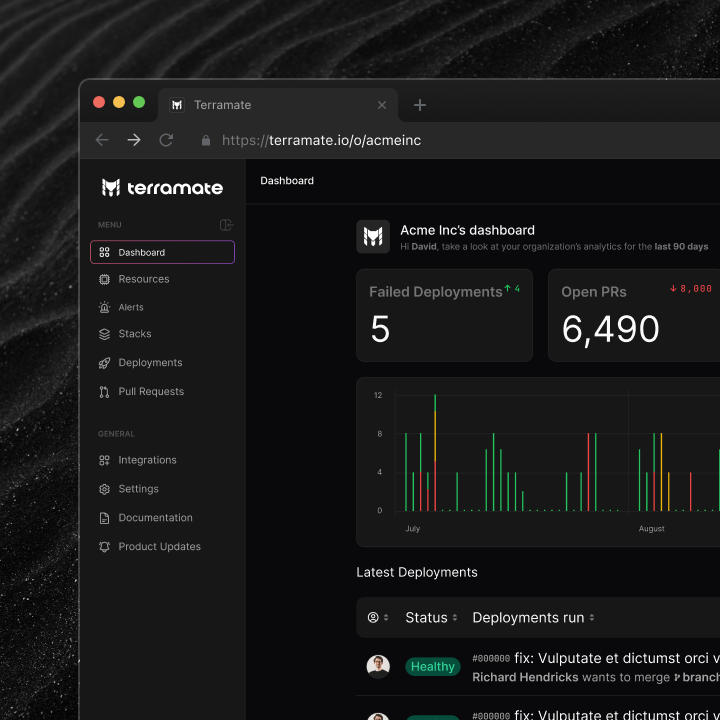 Terramate
https://terramate.io/o/acmeinc
terramate
Dashboard
MENU
Dashboard
Resources
Alerts
Stacks
Deployments
Pull Requests
GENERAL
Integrations
Settings
Documentation
Product Updates
Acme Inc’s dashboard
Hi David, take a look at your organization’s analytics for the last 90 days
Failed Deployments ↑ 4
5
Open PRs ↓ 8,000
6,490
12
8
4
0
July August
Latest Deployments
Status Deployments run
Healthy
#000000 fix: Vulputate et dictumst orci v
Richard Hendricks wants to merge branch
#000000 fix: Vulputate et dictumst orci v